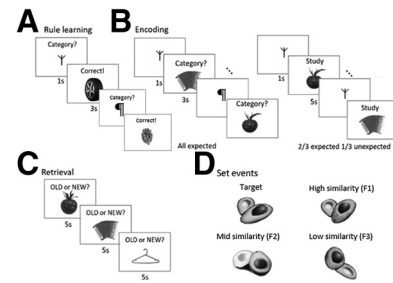 A Rule learning
Category?
1s
Correct!
3s
Category?
Correct!
B Encoding
Category?
1s
3s
Category?
All expected
Study
1s
5s
Study
2/3 expected 1/3 unexpected
C Retrieval
OLD or NEW?
5s
OLD or NEW?
5s
OLD or NEW?
5s
D Set events
Target
High similarity (F1)
Mid similarity (F2)
Low similarity (F3)